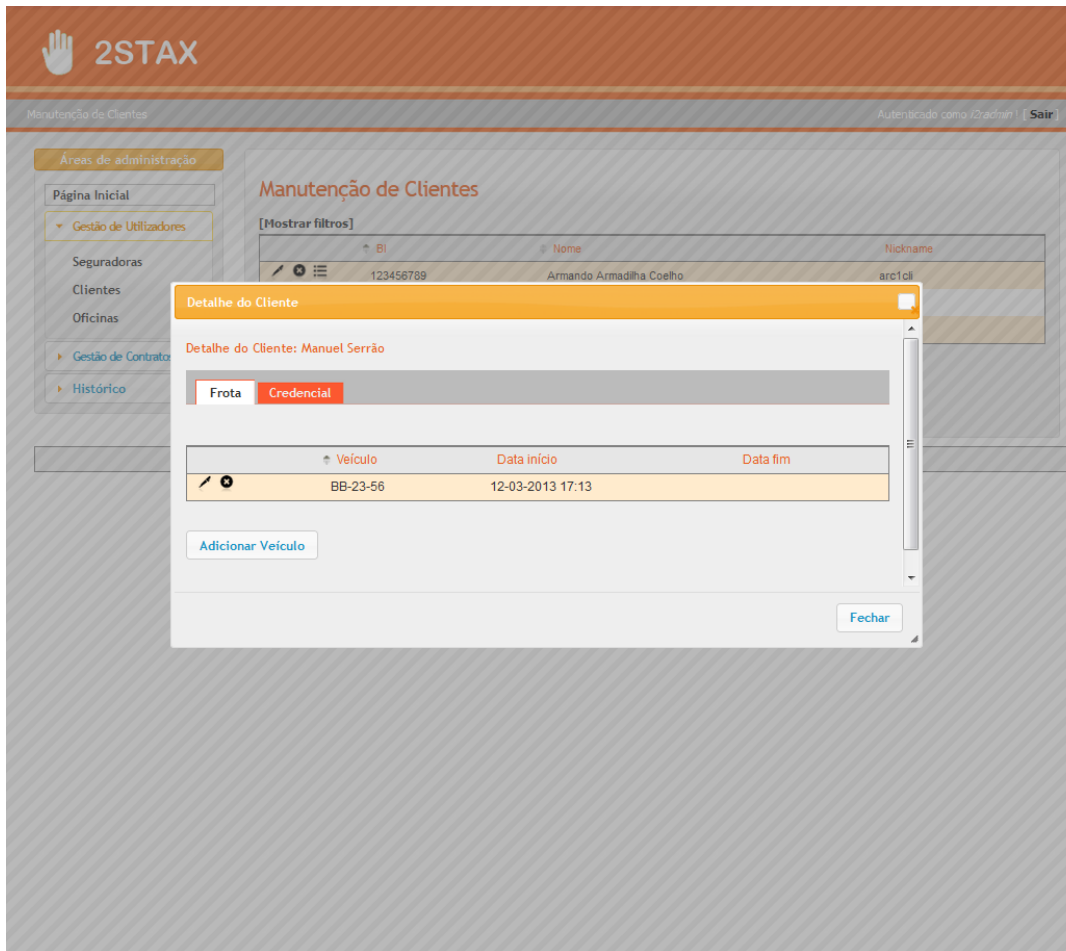 2STAX
Manutenção de Clientes
Autenticado como i2radmin ! [ Sair ]
Áreas de administração
Página Inicial
Gestão de Utilizadores
Seguradoras
Clientes
Oficinas
Gestão de Contratos
Histórico
Manutenção de Clientes
[Mostrar filtros]
BI Nome Nickname
123456789 Armando Armadilha Coelho arc1cli
Detalhe do Cliente
Detalhe do Cliente: Manuel Serrão
Frota Credencial
Veículo Data início Data fim
BB-23-56 12-03-2013 17:13
Adicionar Veículo
Fechar